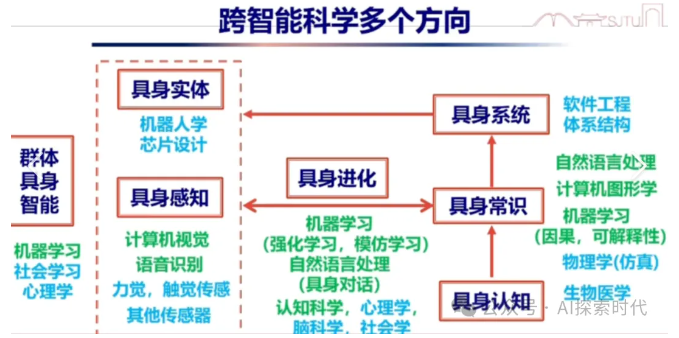 跨智能科学多个方向
SJTU
具身实体
机器人学
芯片设计
具身系统
软件工程
体系结构
群体
具身
智能
机器学习
社会学习
心理学
具身感知
计算机视觉
语音识别
力觉，触觉传感
其他传感器
具身进化
机器学习
（强化学习，模仿学习）
自然语言处理
（具身对话）
认知科学，心理学，
脑科学，社会学
具身常识
自然语言处理
计算机图形学
机器学习
（因果，可解释性）
物理学(仿真)
具身认知
生物医学
公众号 · AI探索时代